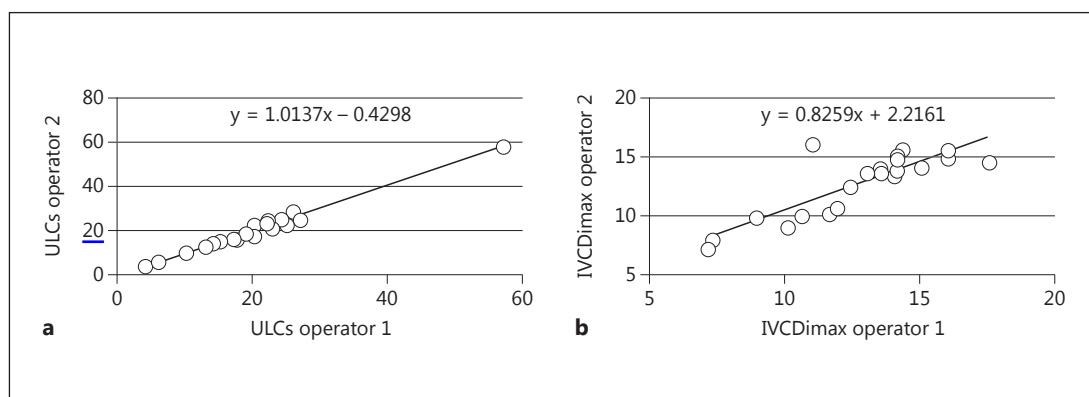 80
60
40
20
0
0
20
40
60
ULCs operator 2
ULCs operator 1
y = 1.0137x – 0.4298
a
20
15
10
5
5
10
15
20
IVCDimax operator 2
IVCDimax operator 1
y = 0.8259x + 2.2161
b